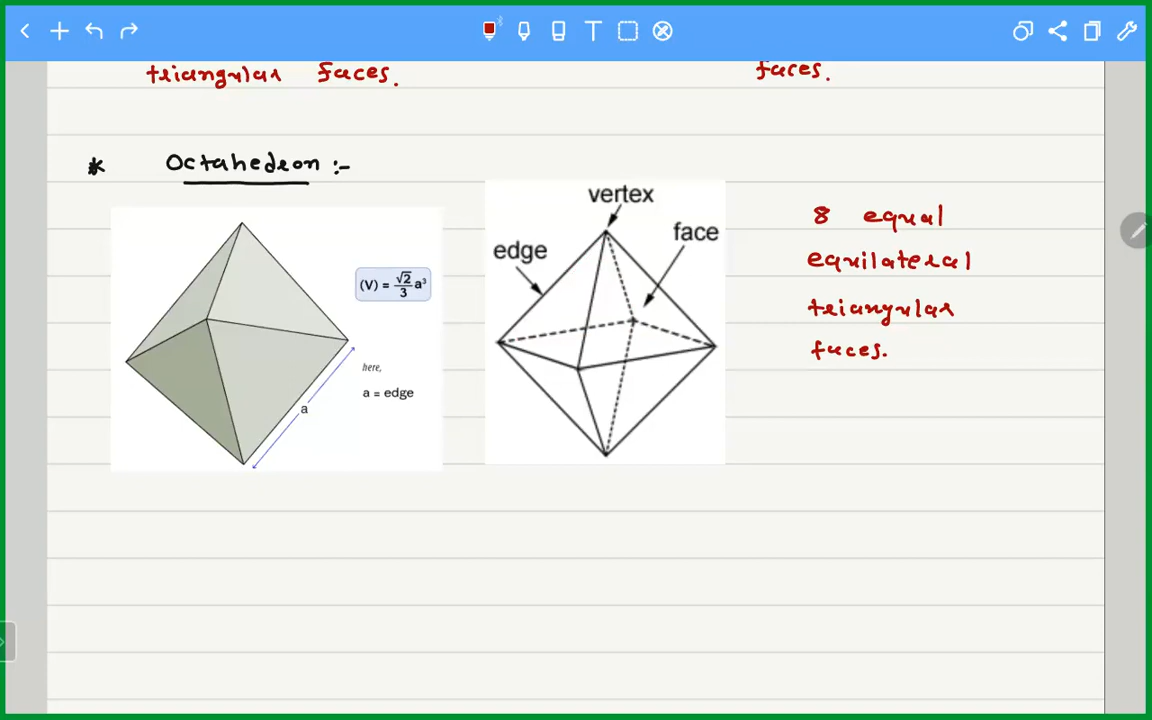 triangular faces.
faces.
* Octahedron :-
vertex
edge
face
(V) = √2/3 a³
here,
a = edge
a
8 equal
equilateral
triangular
faces.
T